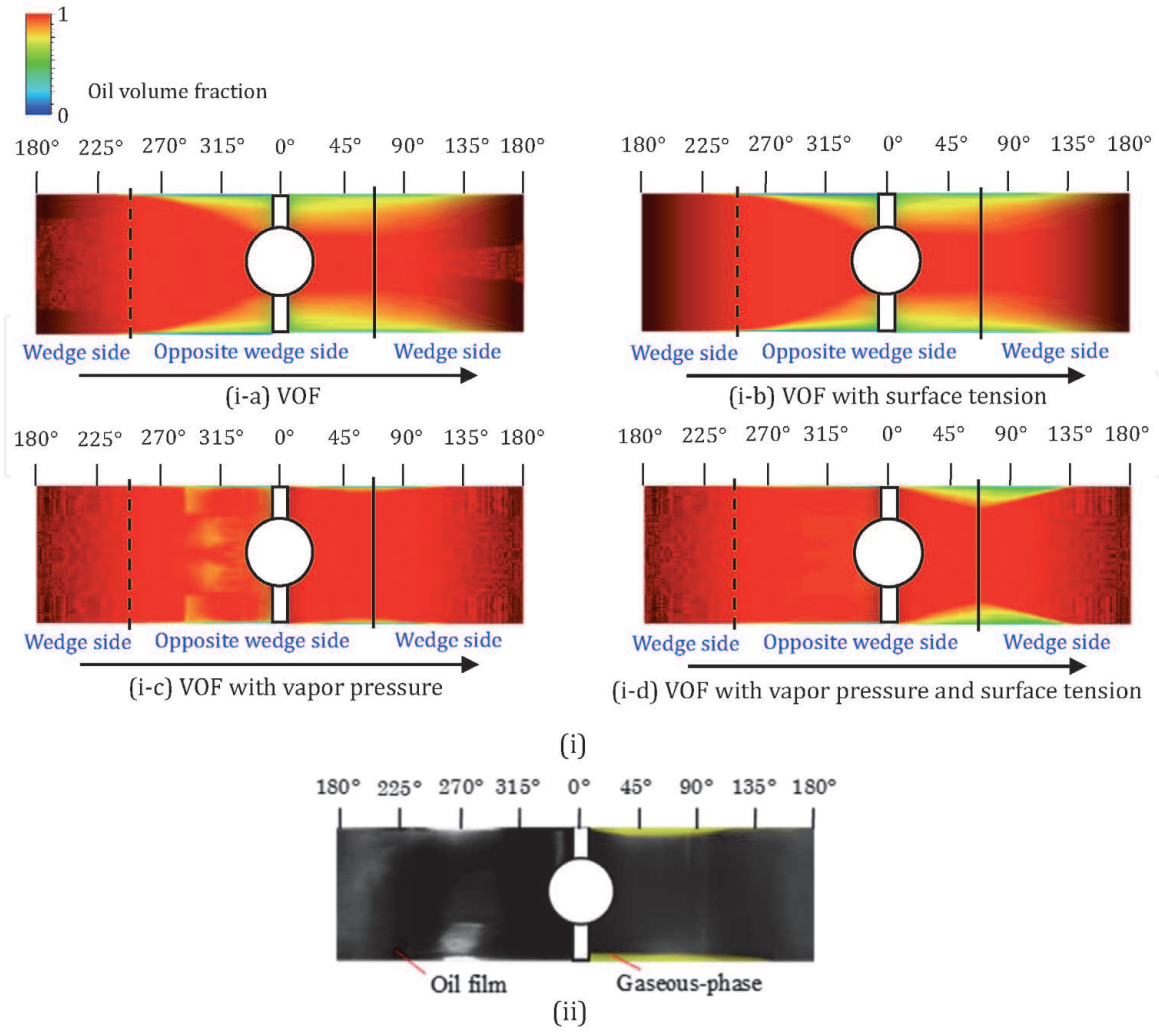 1
Oil volume fraction
0
180° 225° 270° 315° 0° 45° 90° 135° 180°
180° 225° 270° 315° 0° 45° 90° 135° 180°
Wedge side Opposite wedge side Wedge side
Wedge side Opposite wedge side Wedge side
(i-a) VOF
(i-b) VOF with surface tension
180° 225° 270° 315° 0° 45° 90° 135° 180°
180° 225° 270° 315° 0° 45° 90° 135° 180°
Wedge side Opposite wedge side Wedge side
Wedge side Opposite wedge side Wedge side
(i-c) VOF with vapor pressure
(i-d) VOF with vapor pressure and surface tension
(i)
180° 225° 270° 315° 0° 45° 90° 135° 180°
Oil film
Gaseous-phase
(ii)